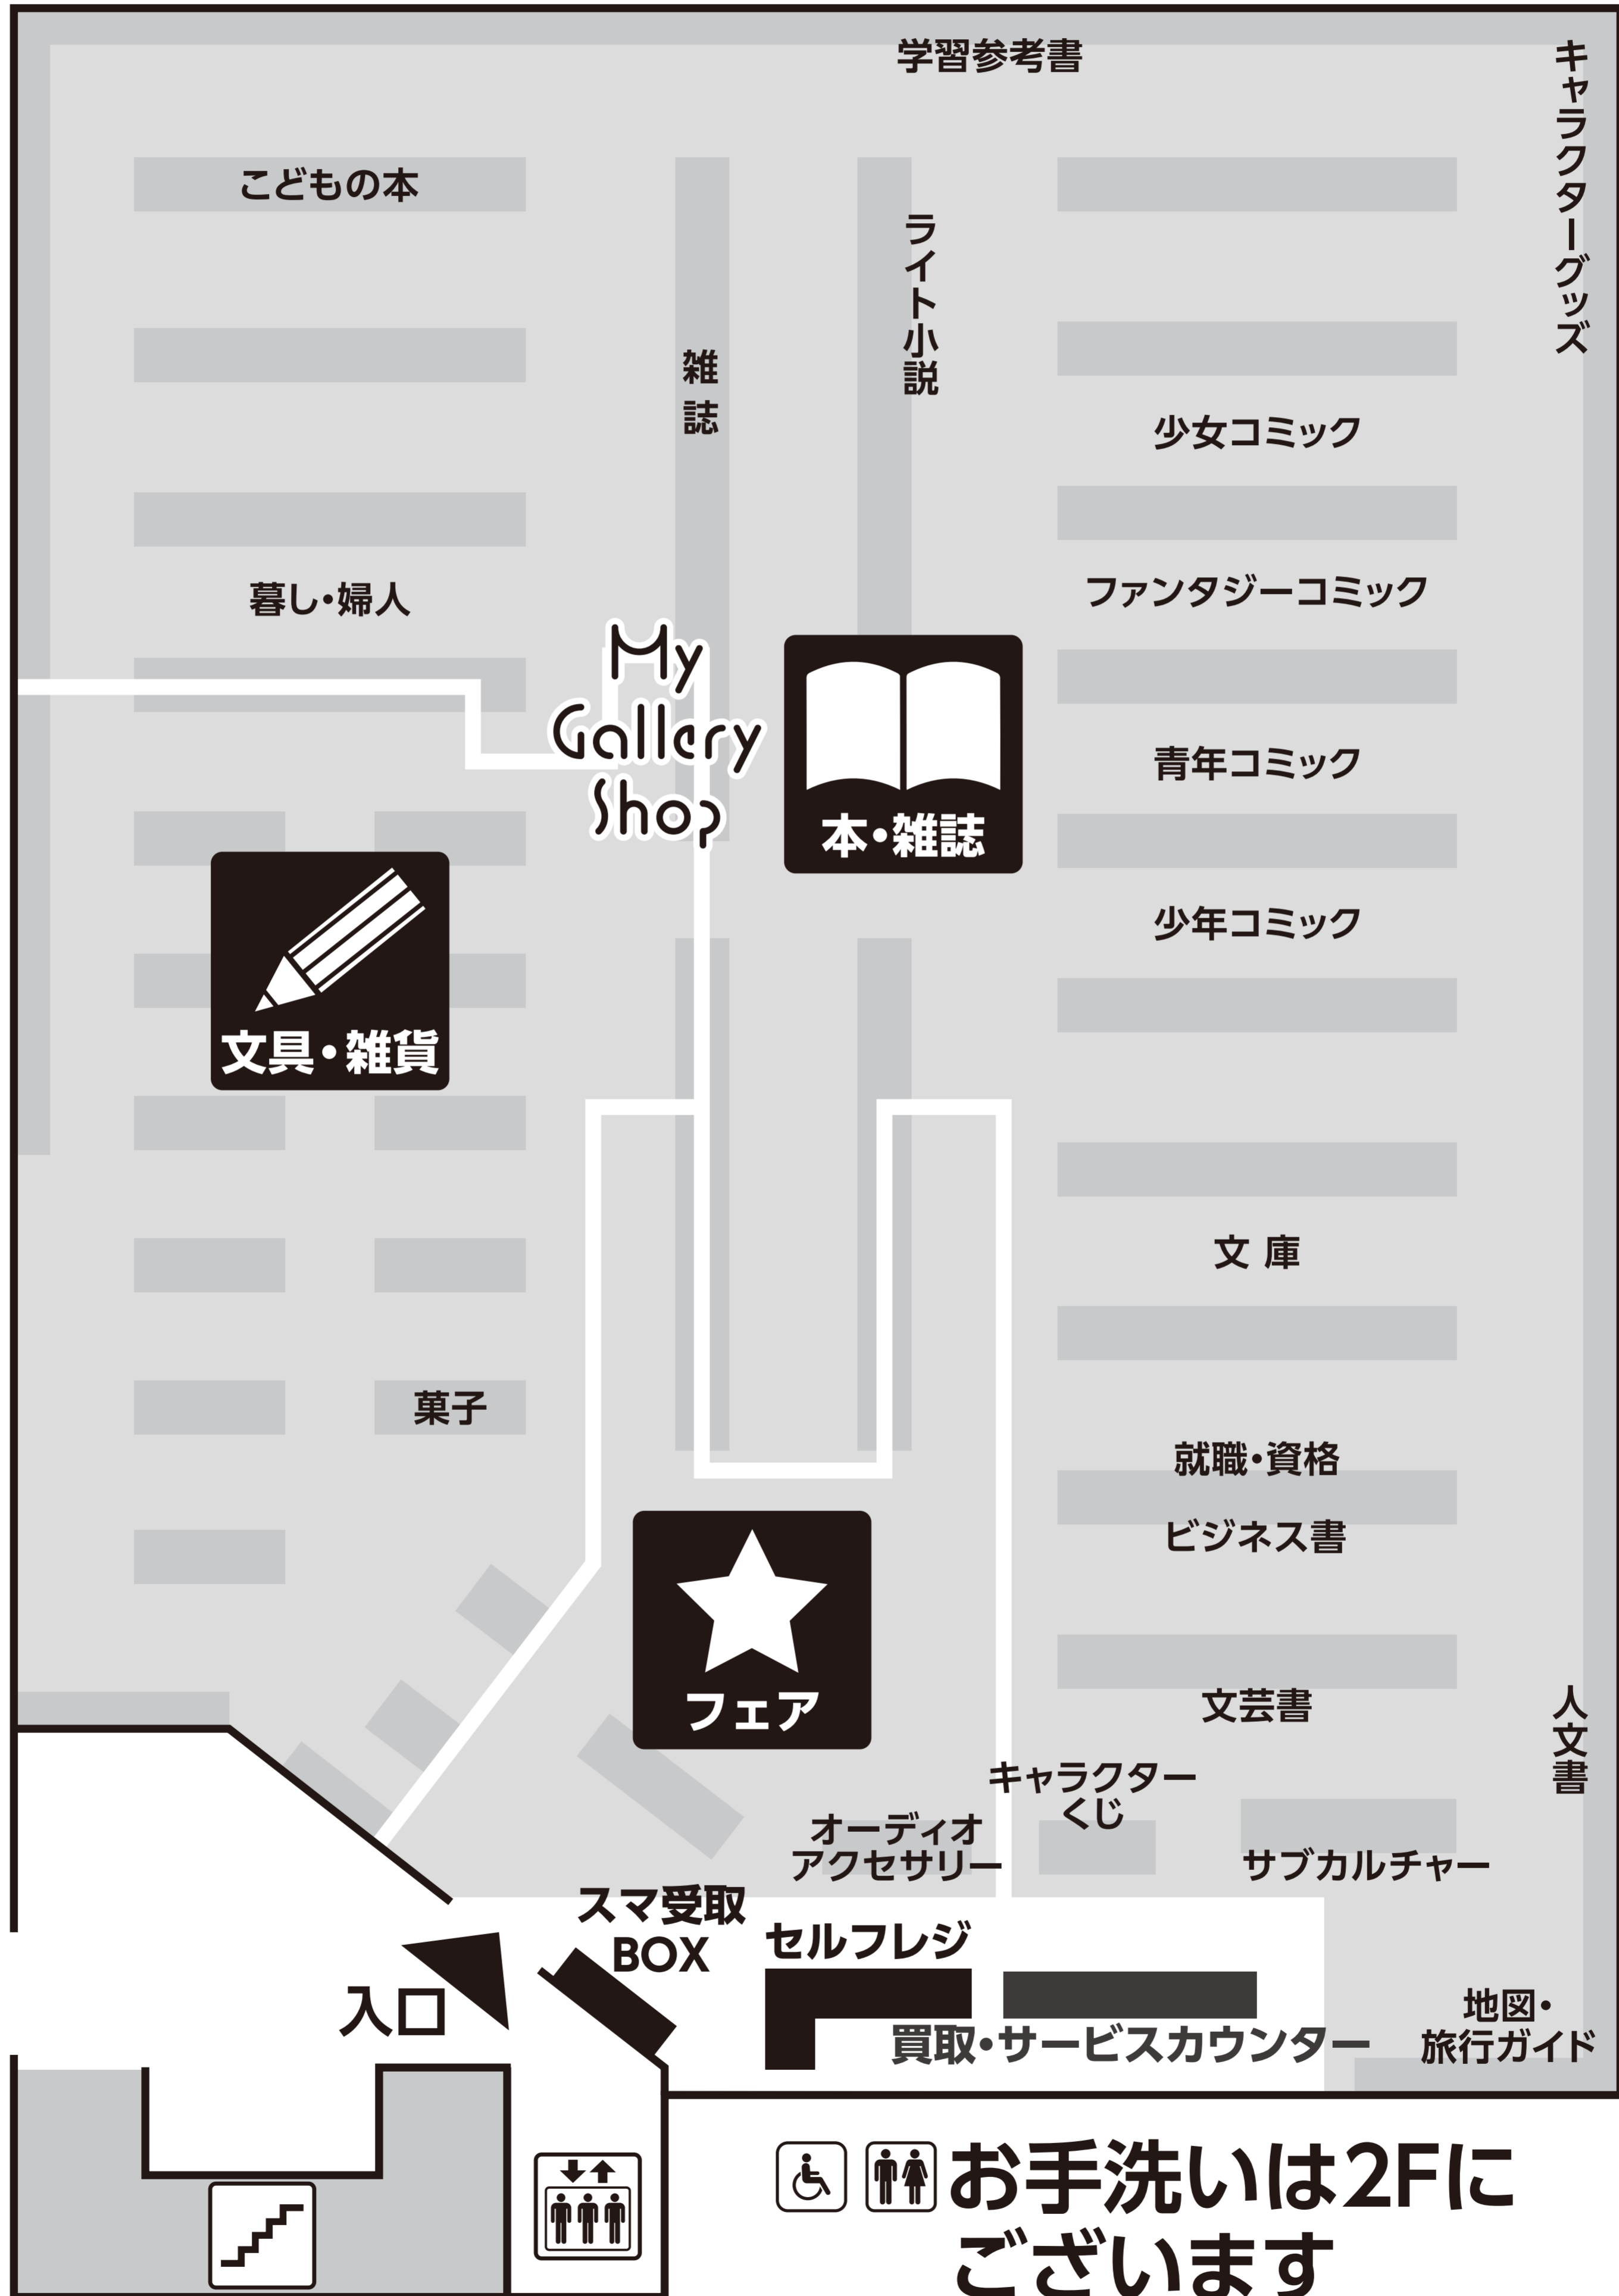 学習参考書
キャラクターグッズ
こどもの本
ライト小説
雑誌
少女コミック
ファンタジーコミック
暮し・婦人
My
Gallery
Shop
青年コミック
本・雑誌
少年コミック
文具・雑貨
文庫
菓子
就職・資格
ビジネス書
フェア
文芸書
人文書
キャラクター
くじ
オーディオ
アクセサリー
サブカルチャー
スマ受取
BOX
セルフレジ
入口
買取・サービスカウンター
地図・
旅行ガイド
お手洗いは2Fに
ございます